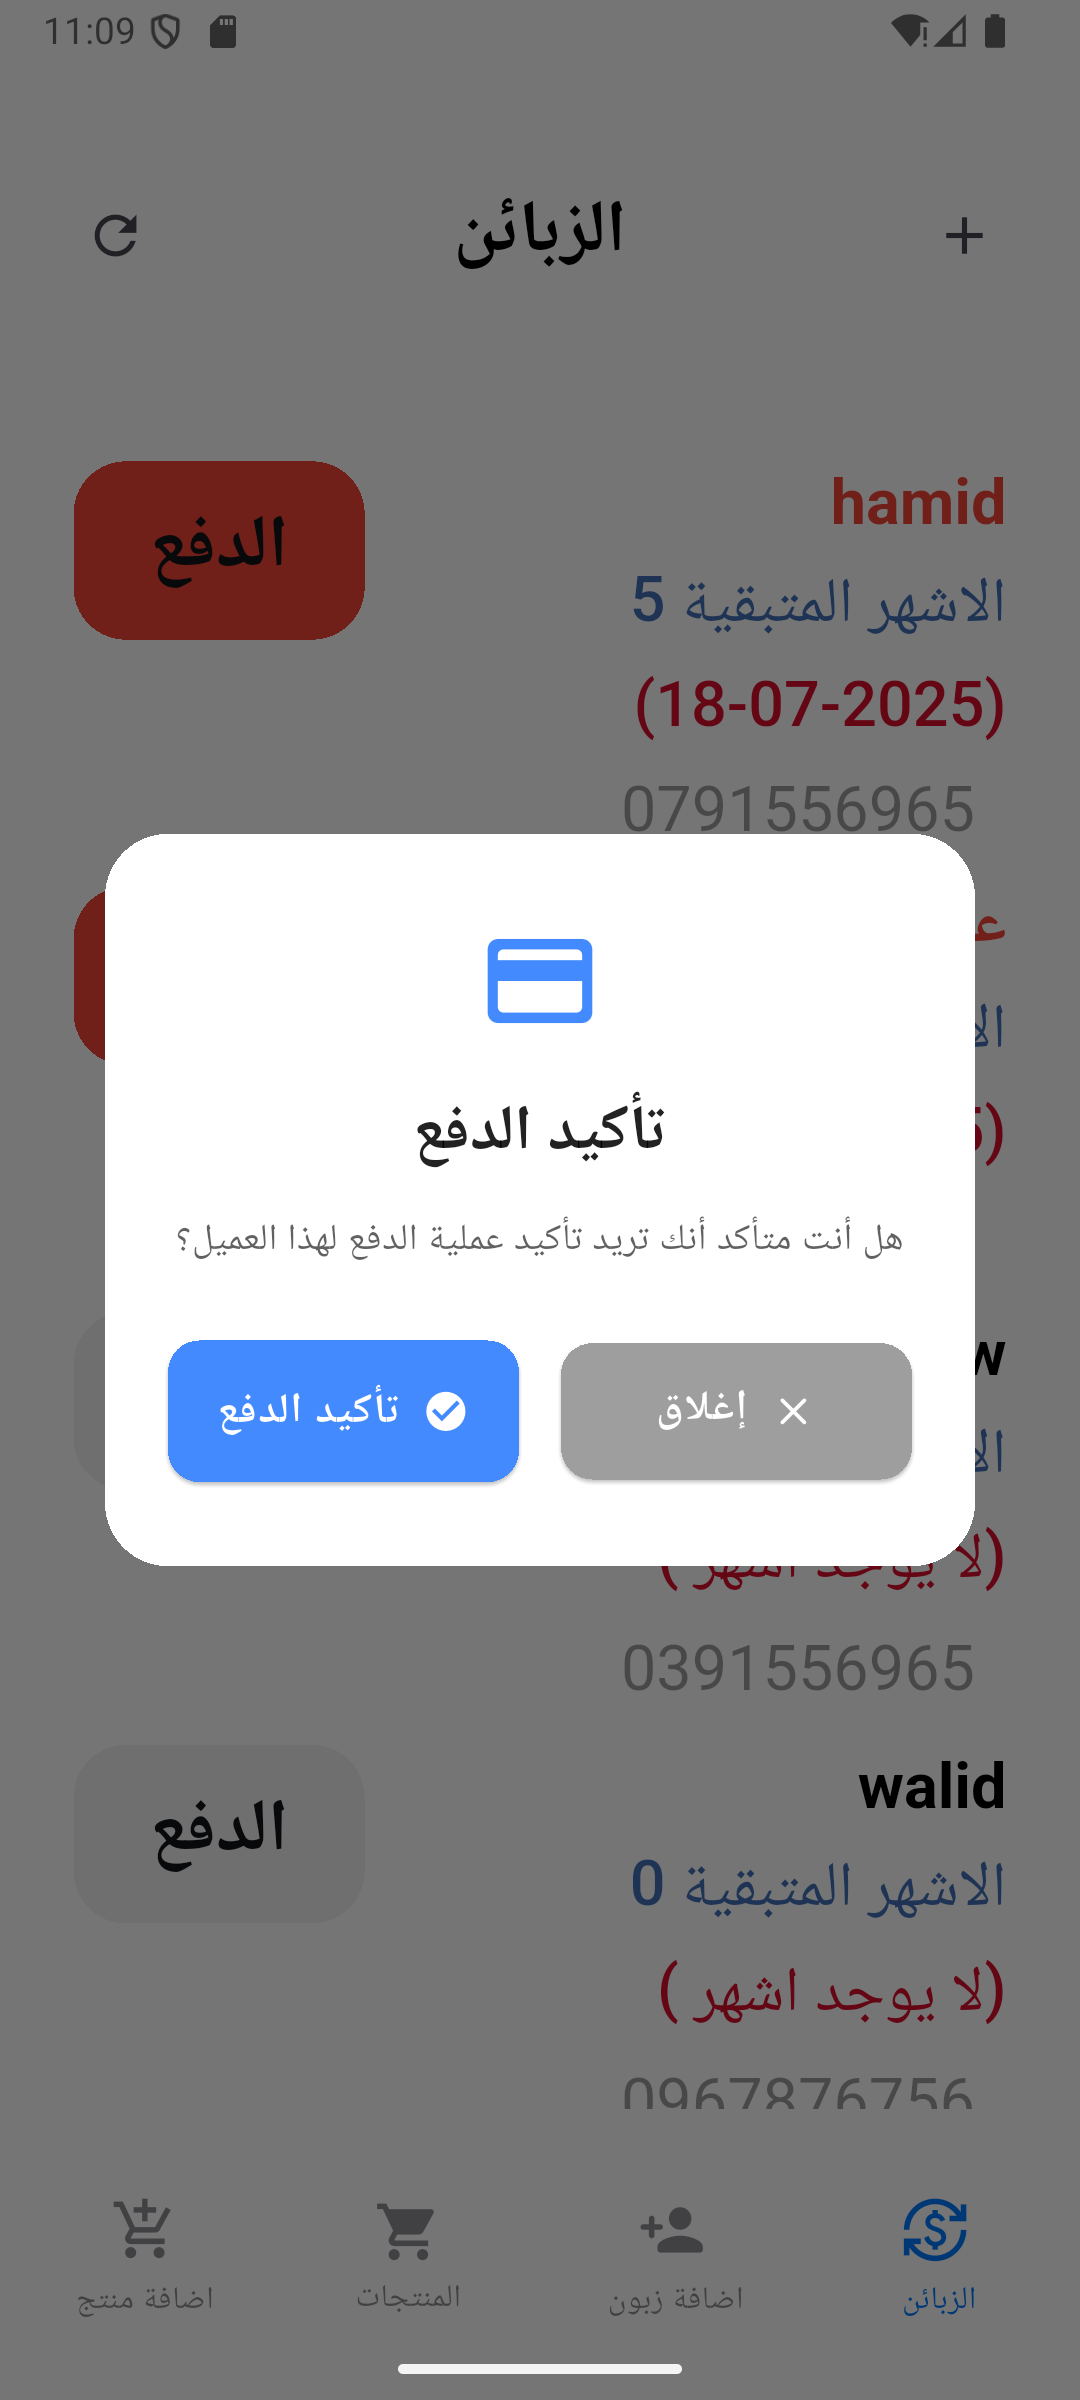 11:09
الزبائن
hamid
الدفع
الاشهر المتبقية 5
(18-07-2025)
0791556965
تأكيد الدفع
هل أنت متأكد أنك تريد تأكيد عملية الدفع لهذا العميل؟
إغلاق
تأكيد الدفع
(لا يوجد اشهر )
0391556965
walid
الدفع
الاشهر المتبقية 0
(لا يوجد اشهر )
0967876756
الزبائن
اضافة زبون
المنتجات
اضافة منتج